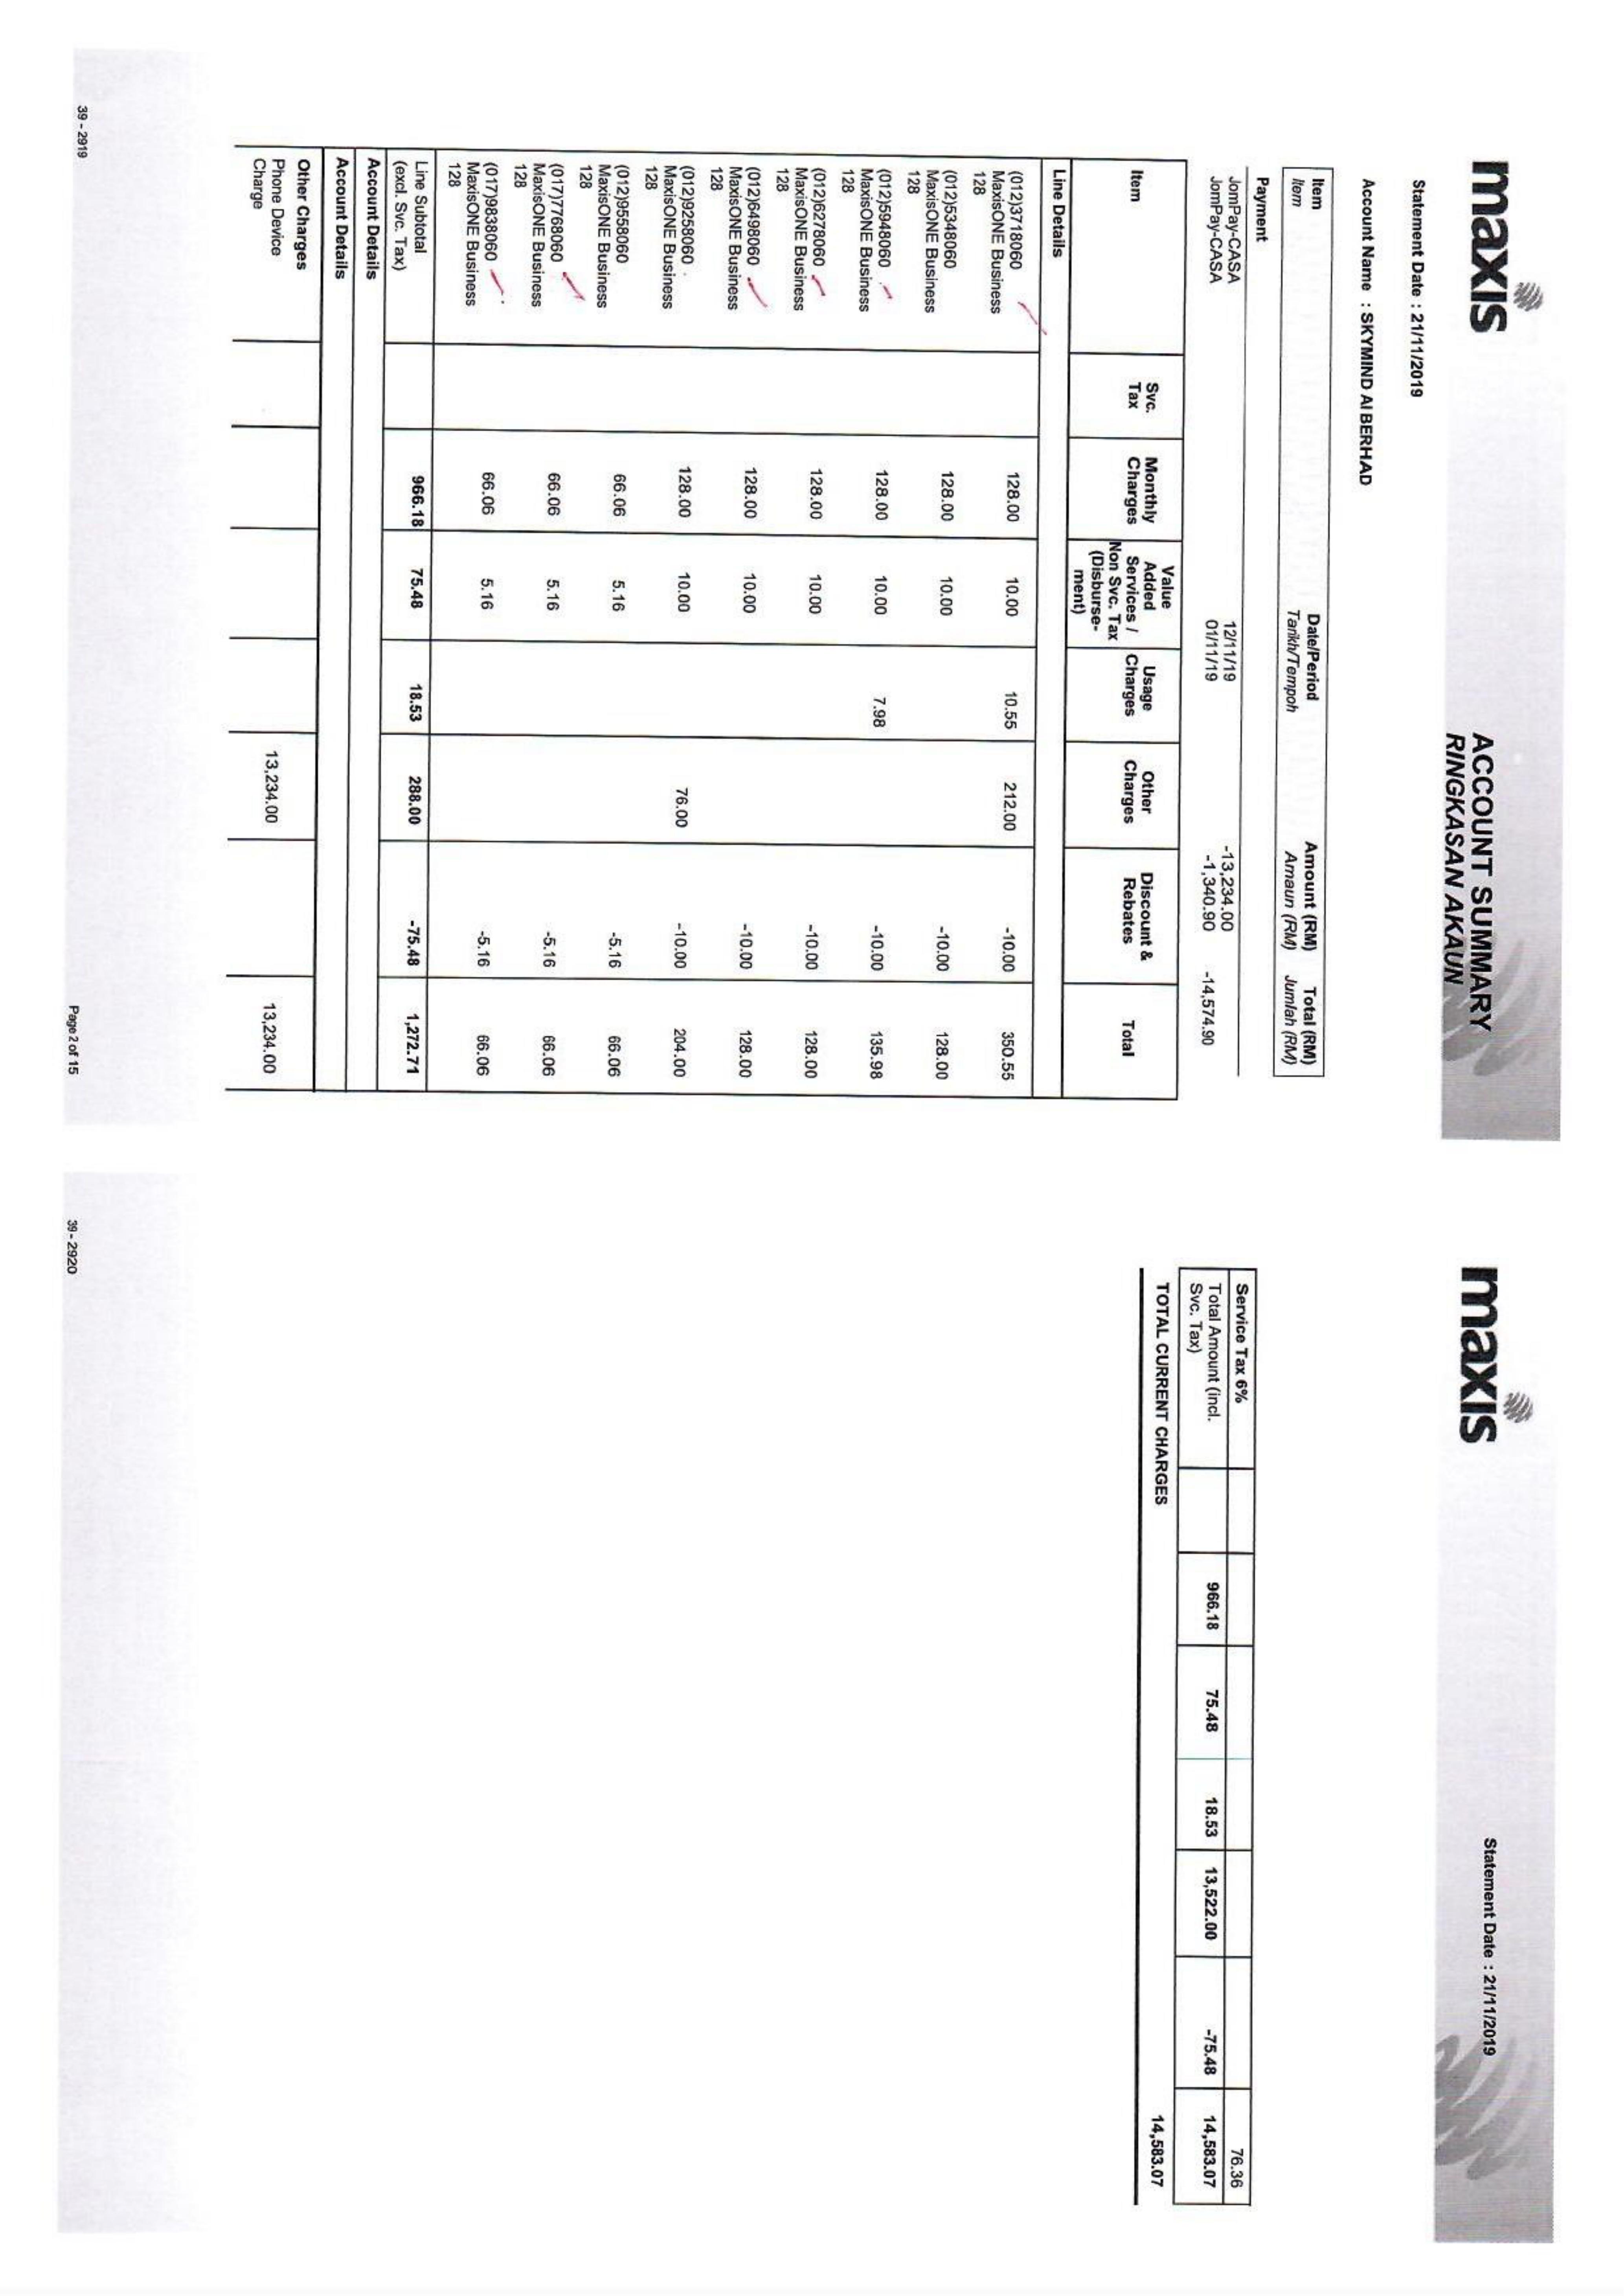 maxis
ACCOUNT SUMMARY
RINGKASAN AKAUN
Statement Date : 21/11/2019
Account Name : SKYMIND AI BERHAD
Item Date/Period Amount (RM) Total (RM)
Item Tarikh/Tempoh Amaun (RM) Jumlah (RM)
Payment
JomPay-CASA 12/11/19 -13,234.00
JomPay-CASA 01/11/19 -1,340.90 -14,574.90
Item Svc. Tax Monthly Charges Value Added Services / Non Svc. Tax (Disburse-ment) Usage Charges Other Charges Discount & Rebates Total
Line Details
(012)3718060 128.00 10.00 10.55 212.00 -10.00 350.55
MaxisONE Business
128
(012)5348060 128.00 10.00 -10.00 128.00
MaxisONE Business
128
(012)5948060 128.00 10.00 7.98 -10.00 135.98
MaxisONE Business
128
(012)6278060 128.00 10.00 -10.00 128.00
MaxisONE Business
128
(012)6498060 128.00 10.00 -10.00 128.00
MaxisONE Business
128
(012)9258060 128.00 10.00 76.00 -10.00 204.00
MaxisONE Business
128
(012)9558060 66.06 5.16 -5.16 66.06
MaxisONE Business
128
(017)7768060 66.06 5.16 -5.16 66.06
MaxisONE Business
128
(017)9838060 66.06 5.16 -5.16 66.06
MaxisONE Business
128
Line Subtotal 966.18 75.48 18.53 288.00 -75.48 1,272.71
(excl. Svc. Tax)
Account Details
Account Details
Other Charges
Phone Device 13,234.00 13,234.00
Charge
39 - 2919 Page 2 of 15
maxis
Statement Date : 21/11/2019
Service Tax 6% 76.36
Total Amount (incl. 966.18 75.48 18.53 13,522.00 -75.48 14,583.07
Svc. Tax)
TOTAL CURRENT CHARGES 14,583.07
39 - 2920